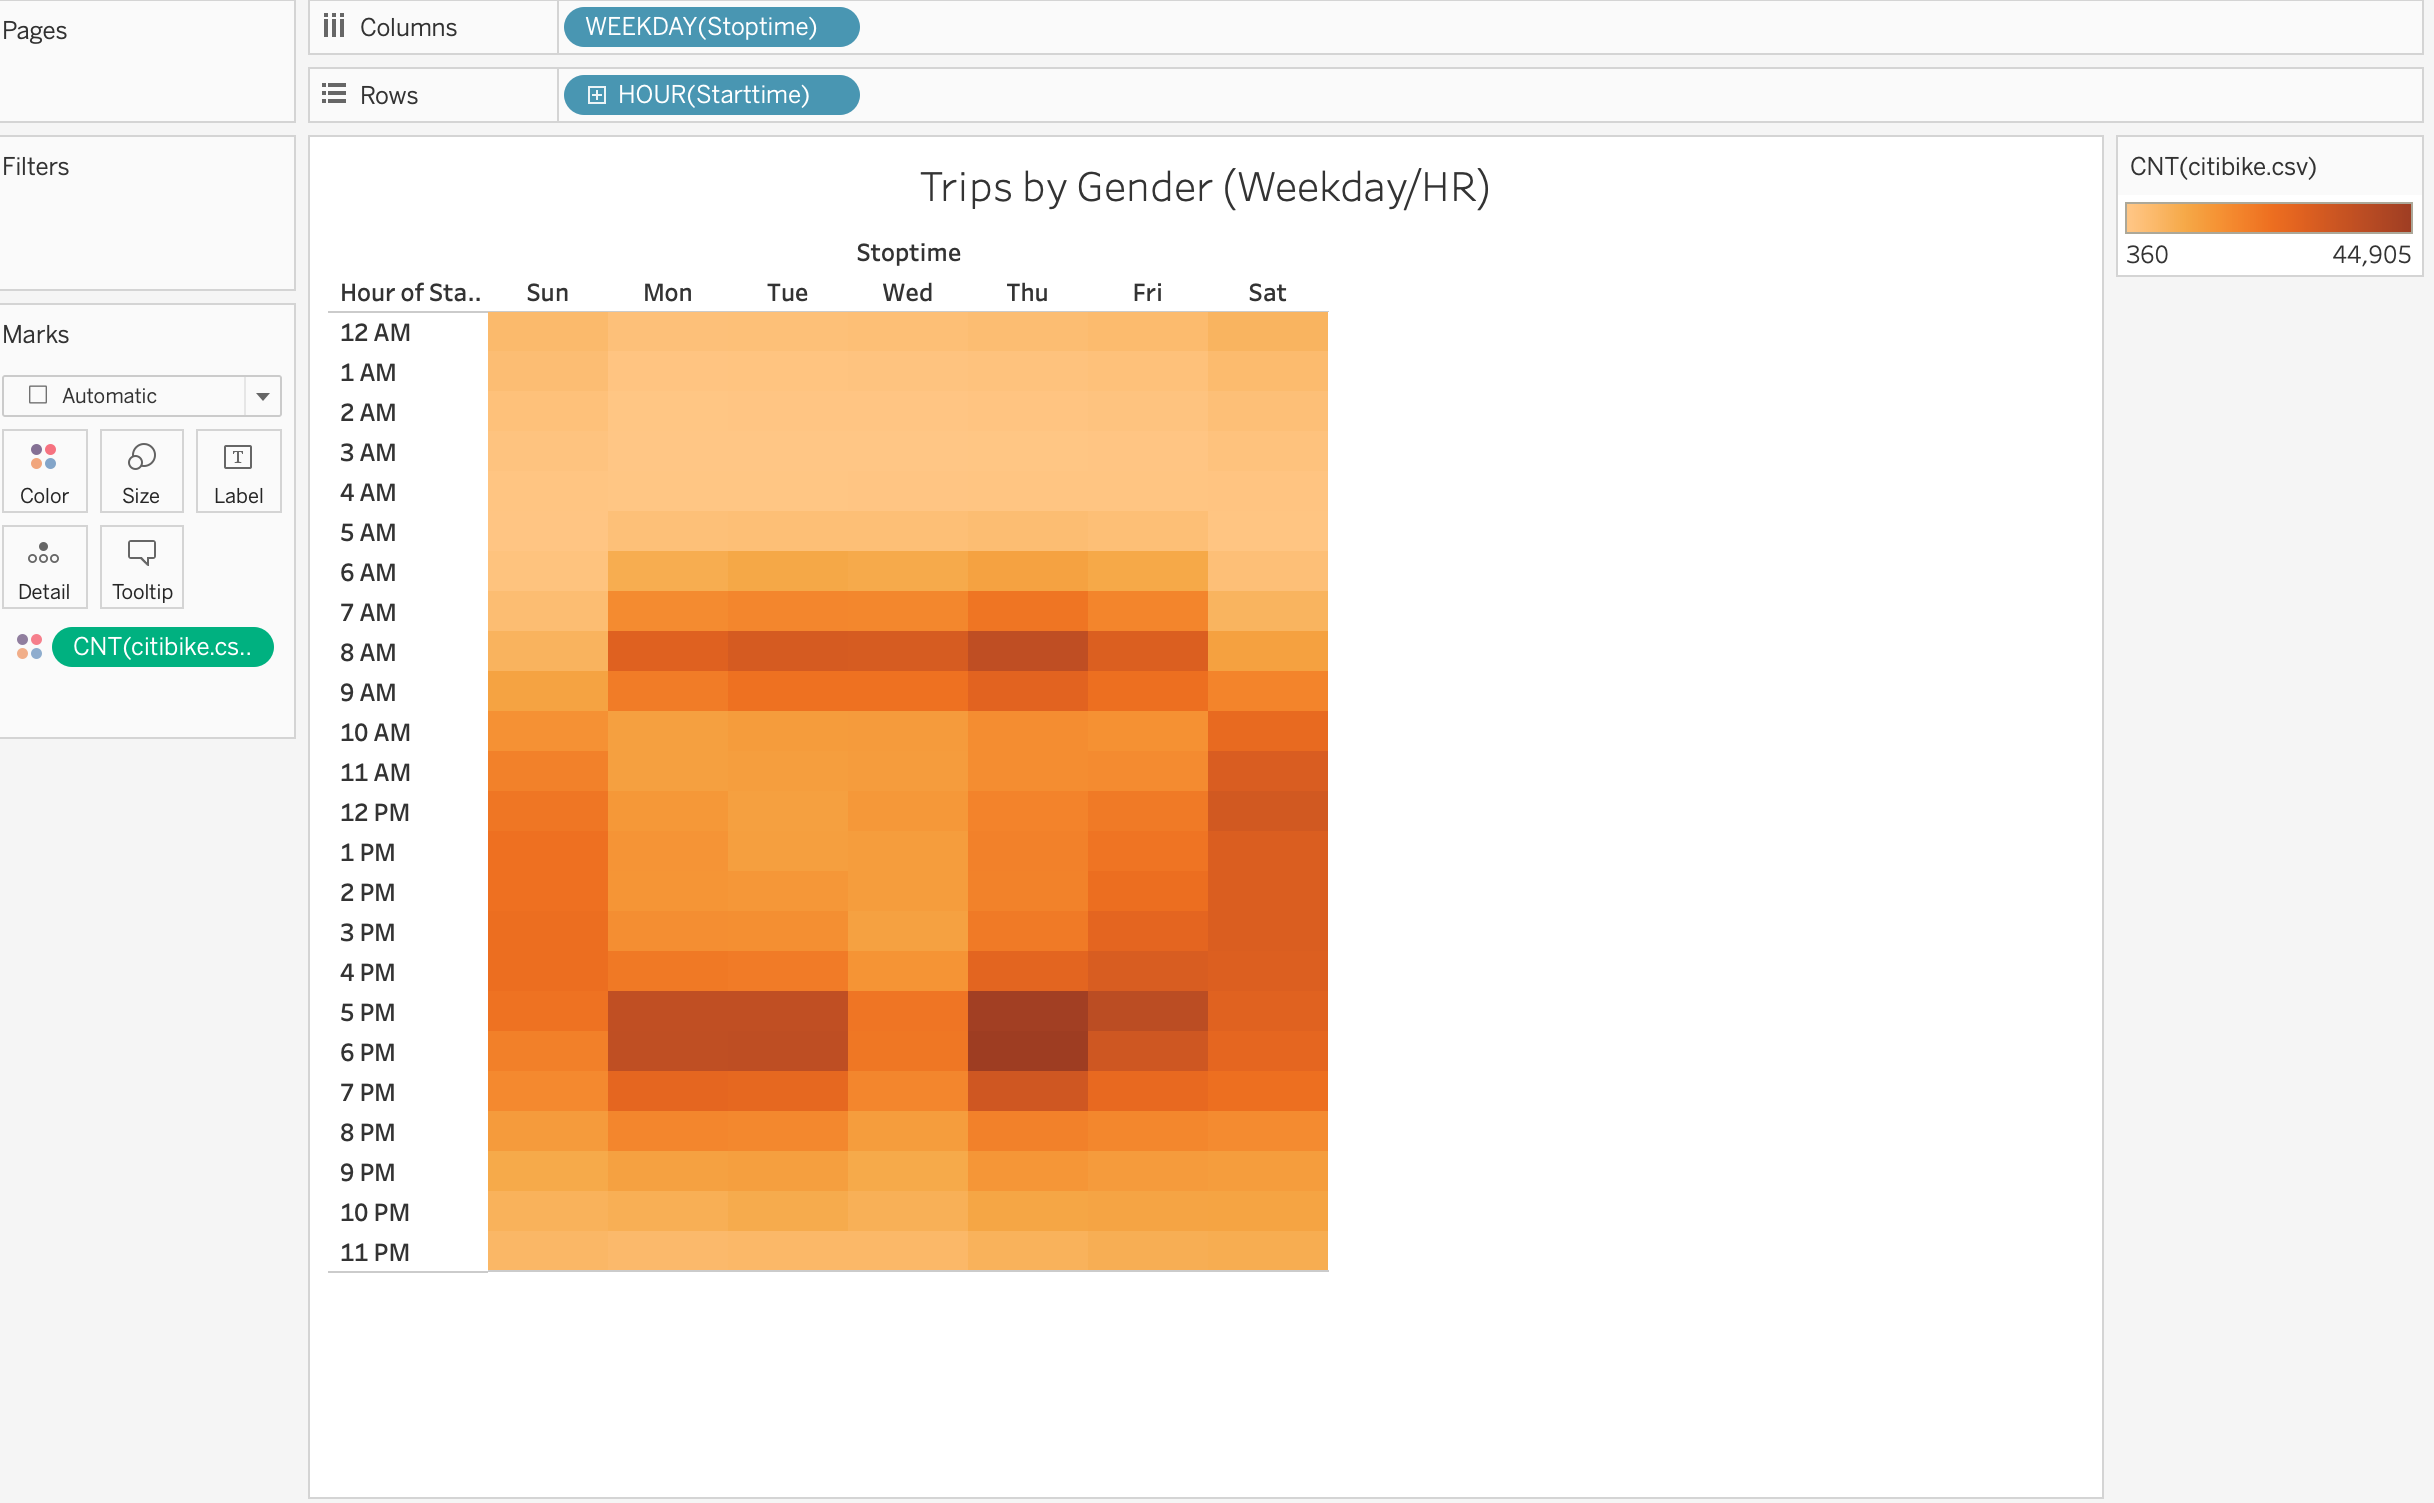 Pages
Columns
WEEKDAY(Stoptime)
Rows
HOUR(Starttime)
Filters
Marks
Automatic
Color
Size
T
Label
Detail
Tooltip
CNT(citibike.cs..
Trips by Gender (Weekday/HR)
Stoptime
Hour of Sta.. Sun Mon Tue Wed Thu Fri Sat
12 AM
1 AM
2 AM
3 AM
4 AM
5 AM
6 AM
7 AM
8 AM
9 AM
10 AM
11 AM
12 PM
1 PM
2 PM
3 PM
4 PM
5 PM
6 PM
7 PM
8 PM
9 PM
10 PM
11 PM
CNT(citibike.csv)
360 44,905